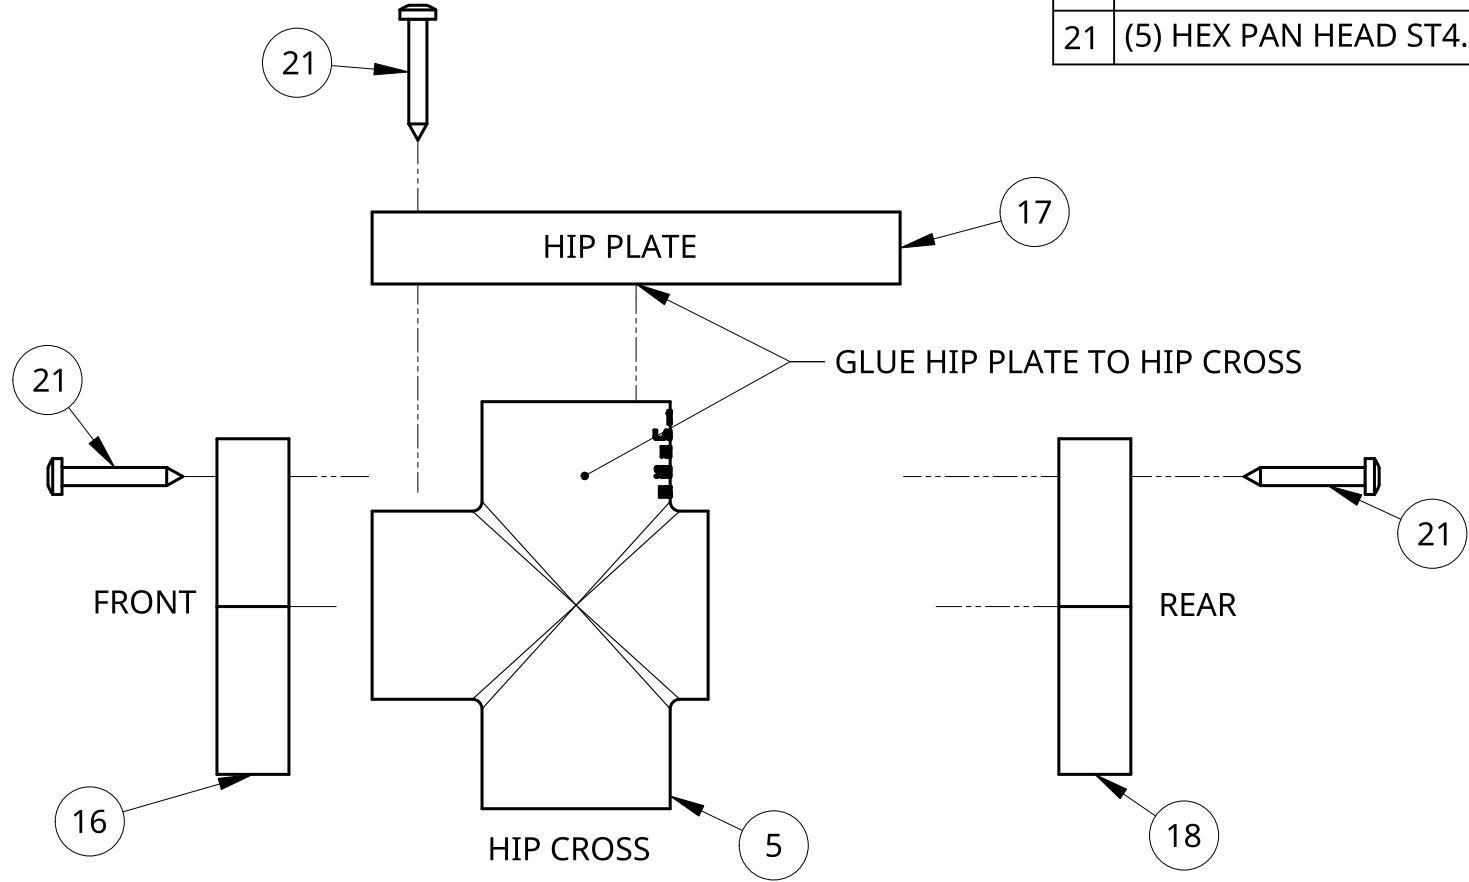 21 (5) HEX PAN HEAD ST4.
21
17
HIP PLATE
GLUE HIP PLATE TO HIP CROSS
21
21
FRONT
REAR
16
18
5
HIP CROSS